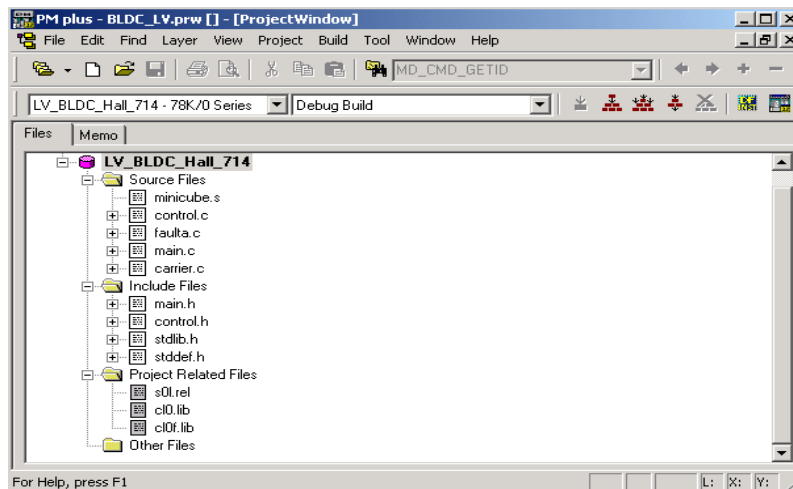 PM plus - BLDC_LV.prw [] - [ProjectWindow]
File Edit Find Layer View Project Build Tool Window Help
MD_CMD_GETID
LV_BLDC_Hall_714 - 78K/0 Series Debug Build
Files Memo
LV_BLDC_Hall_714
Source Files
minicube.s
control.c
faulta.c
main.c
carrier.c
Include Files
main.h
control.h
stdlib.h
stddef.h
Project Related Files
s0l.rel
cl0.lib
cl0f.lib
Other Files
For Help, press F1 L: X: Y: